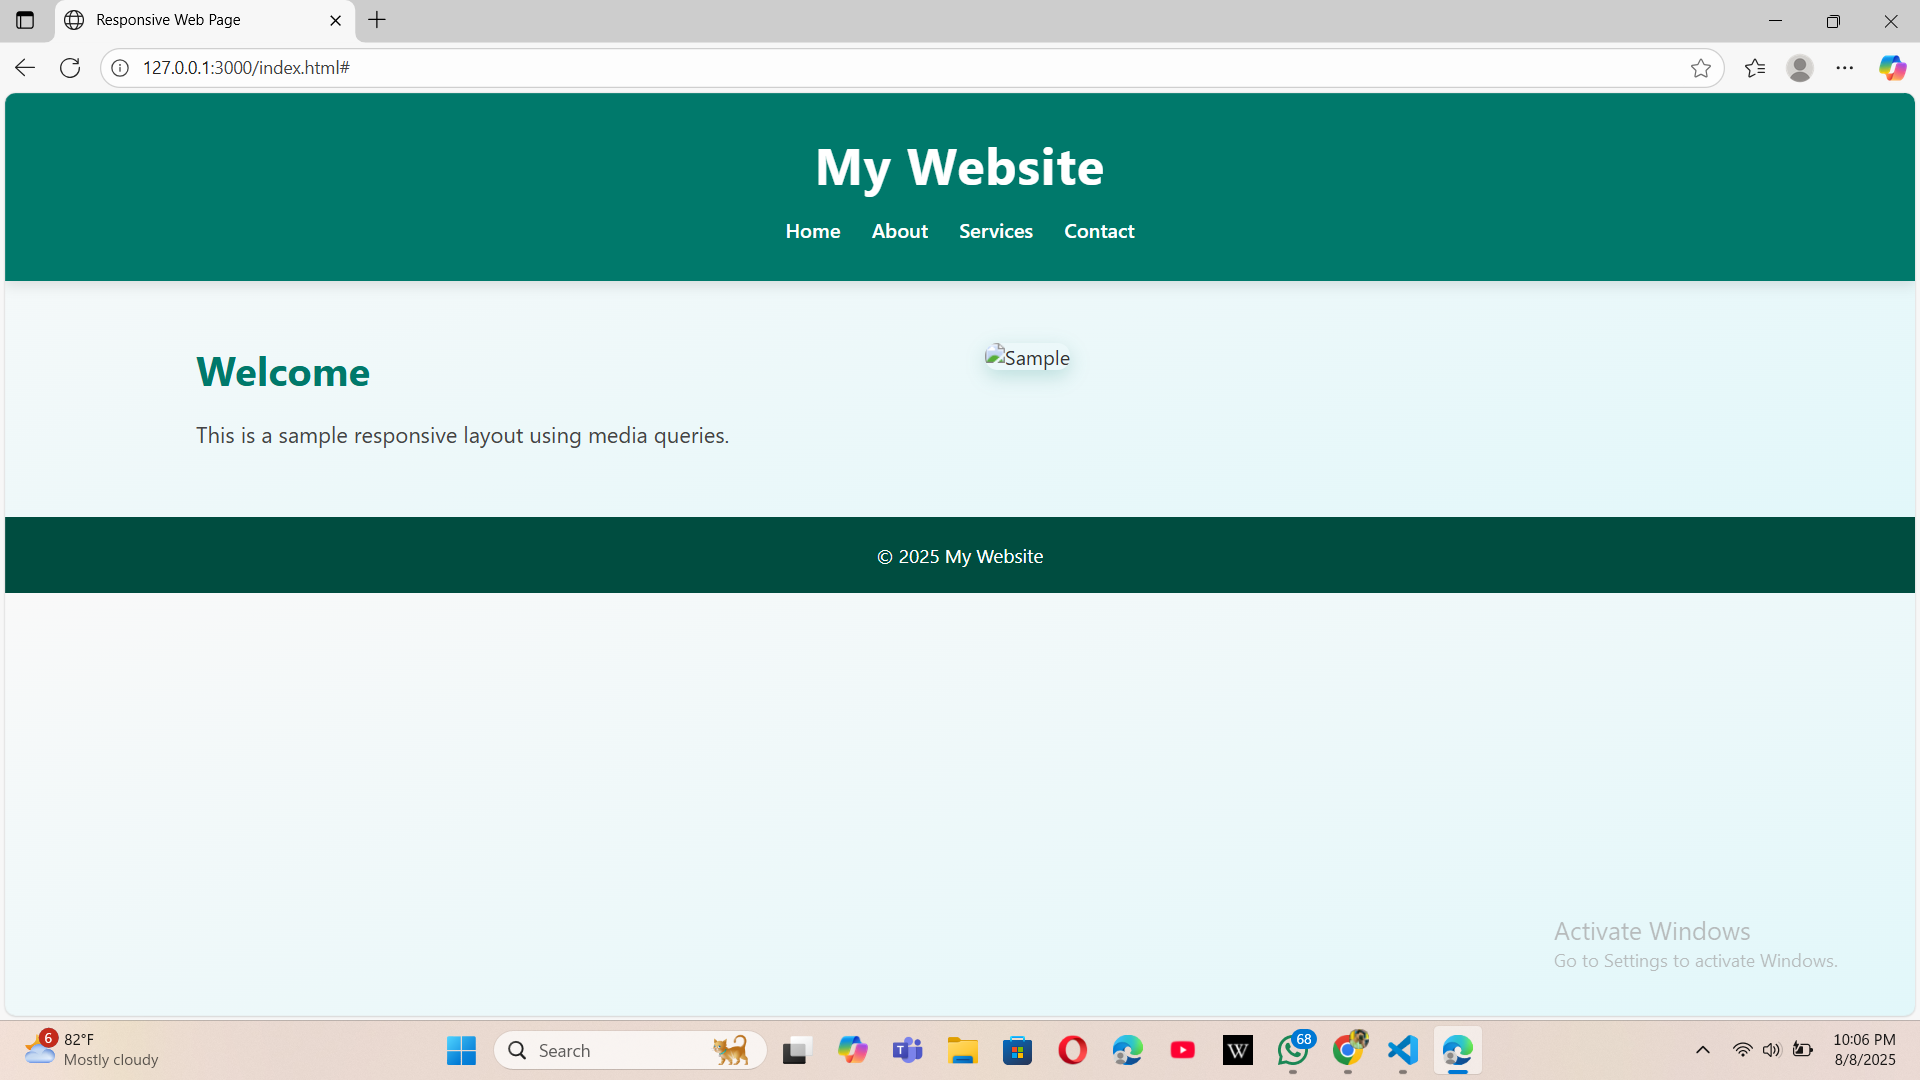 Responsive Web Page
127.0.0.1:3000/index.html#
My Website
Home About Services Contact
Welcome
Sample
This is a sample responsive layout using media queries.
© 2025 My Website
Activate Windows
Go to Settings to activate Windows.
6
82°F
Mostly cloudy
Search
T
W
68
10:06 PM
8/8/2025